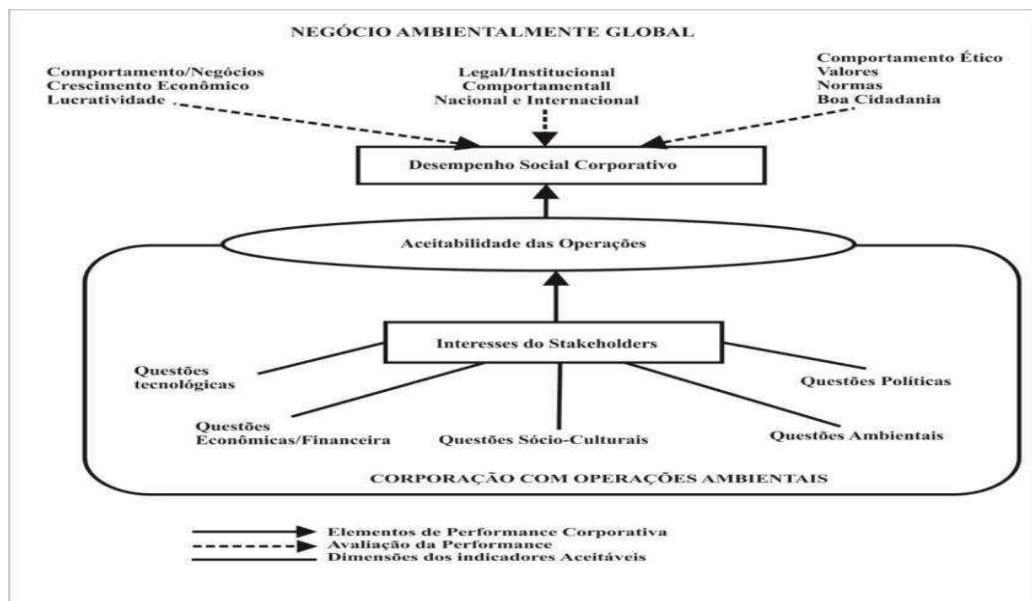 NEGÓCIO AMBIENTALMENTE GLOBAL
Comportamento/Negócios
Crescimento Econômico
Lucratividade
Legal/Institucional
Comportamentall
Nacional e Internacional
Comportamento Ético
Valores
Normas
Boa Cidadania
Desempenho Social Corporativo
Aceitabilidade das Operações
Interesses do Stakeholders
Questões
tecnológicas
Questões
Econômicas/Financeira
Questões Sócio-Culturais
Questões Ambientais
Questões Políticas
CORPORAÇÃO COM OPERAÇÕES AMBIENTAIS
Elementos de Performance Corporativa
Avaliação da Performance
Dimensões dos indicadores Aceitáveis